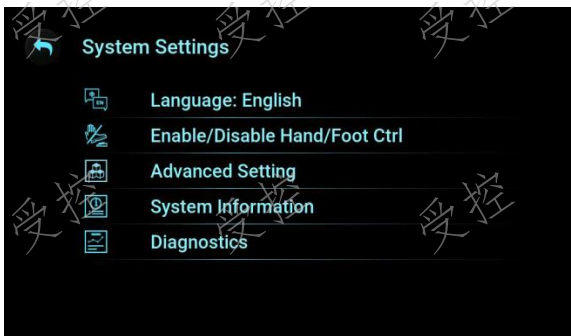 受控
受控
受控
System Settings
Language: English
Enable/Disable Hand/Foot Ctrl
Advanced Setting
System Information
Diagnostics
受控
受控
受控